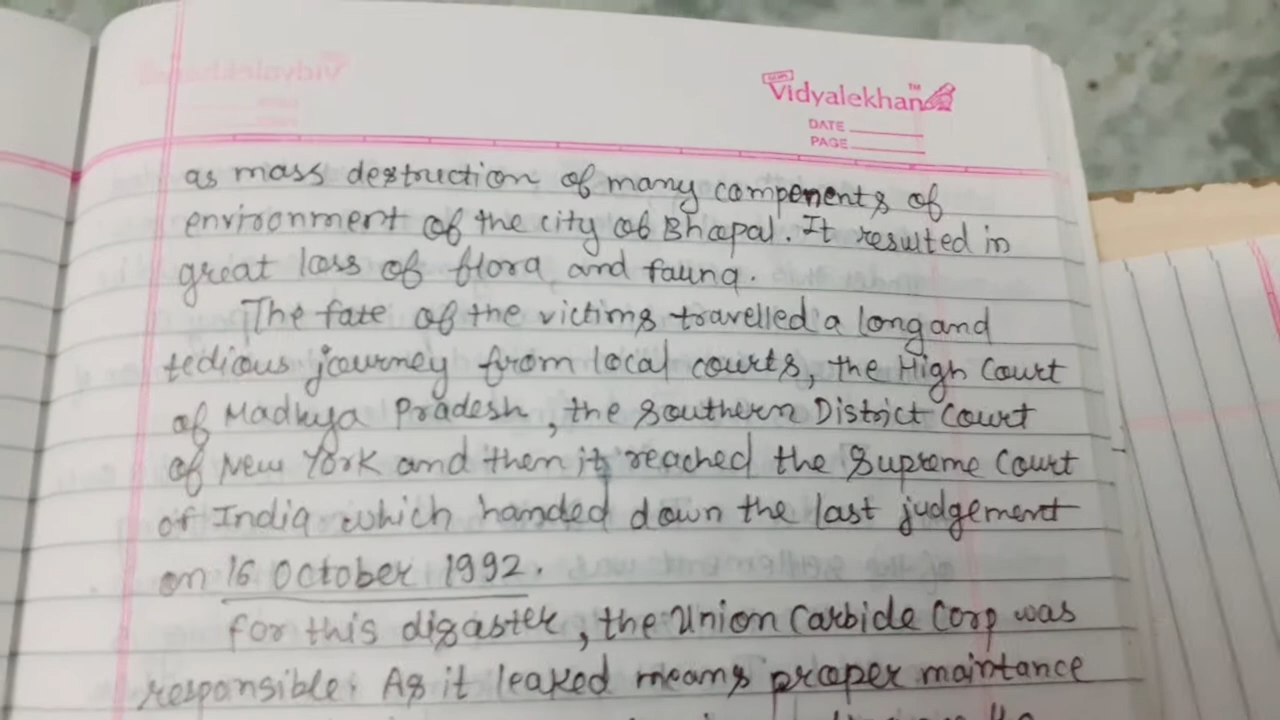 Vidyalekhan™
DATE
PAGE
as mass destruction of many compenents of
environment of the city of Bhopal. It resulted in
great loss of flora and fauna.
The fate of the victims travelled a long and
tedious journey from local courts, the High Court
of Madhya Pradesh, the Southern District Court
of New York and then it reached the Supreme Court
of India which handed down the last judgement
on 16 October 1992.
for this disaster, the Union Carbide Corp was
responsible. As it leaked means proper maintance